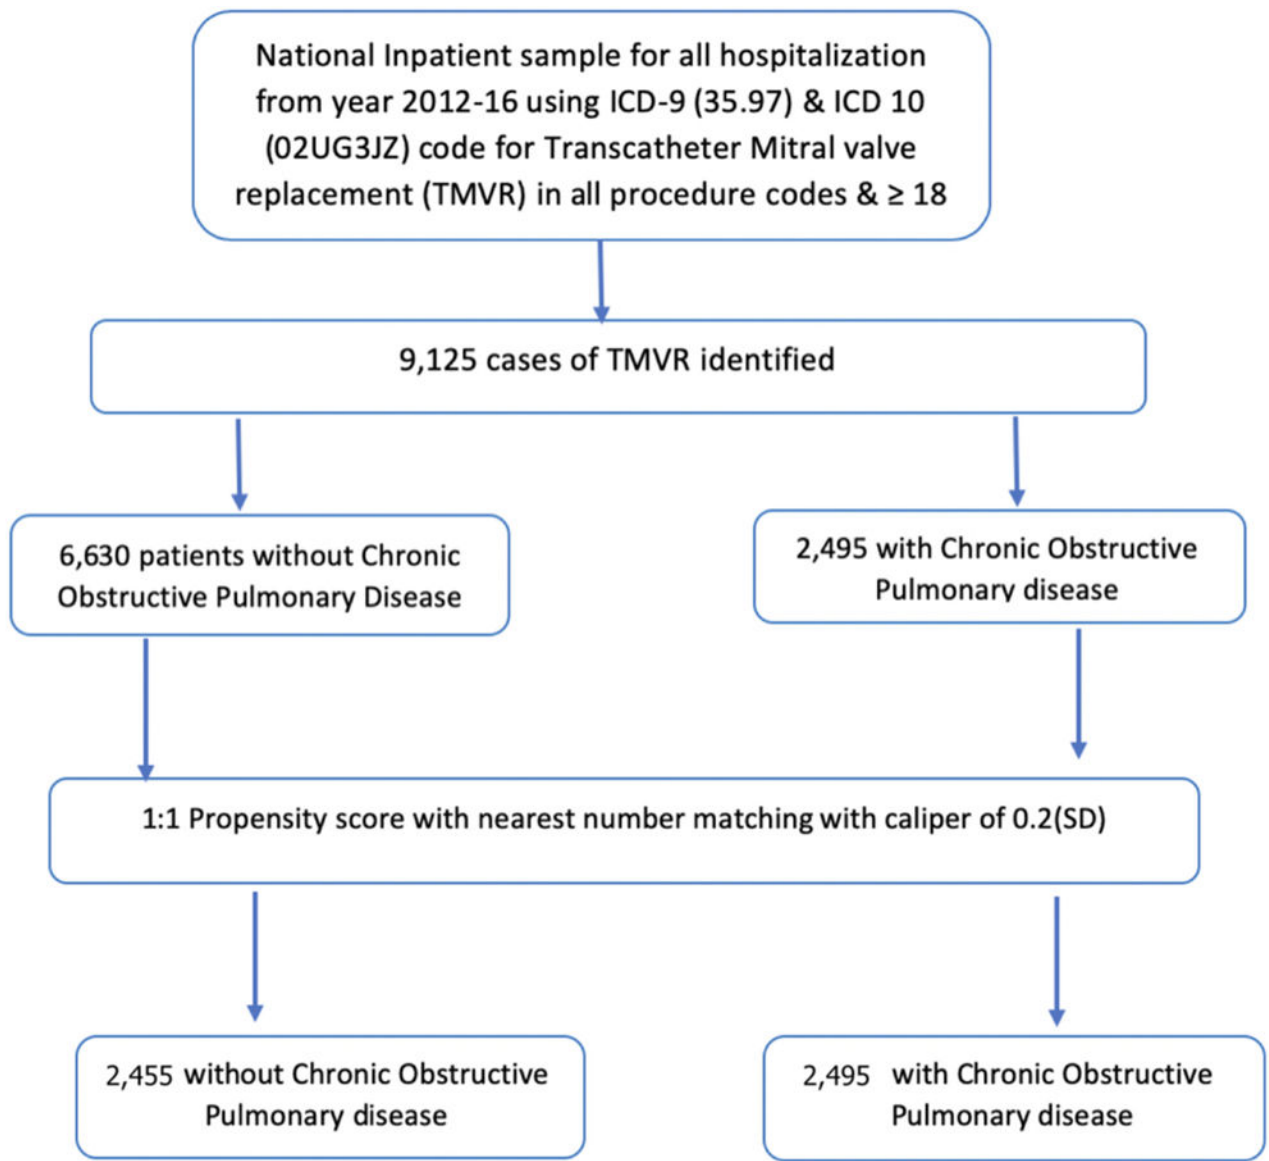 National Inpatient sample for all hospitalization
from year 2012-16 using ICD-9 (35.97) & ICD 10
(02UG3JZ) code for Transcatheter Mitral valve
replacement (TMVR) in all procedure codes & ≥ 18
9,125 cases of TMVR identified
6,630 patients without Chronic
Obstructive Pulmonary Disease
2,495 with Chronic Obstructive
Pulmonary disease
1:1 Propensity score with nearest number matching with caliper of 0.2(SD)
2,455 without Chronic Obstructive
Pulmonary disease
2,495 with Chronic Obstructive
Pulmonary disease